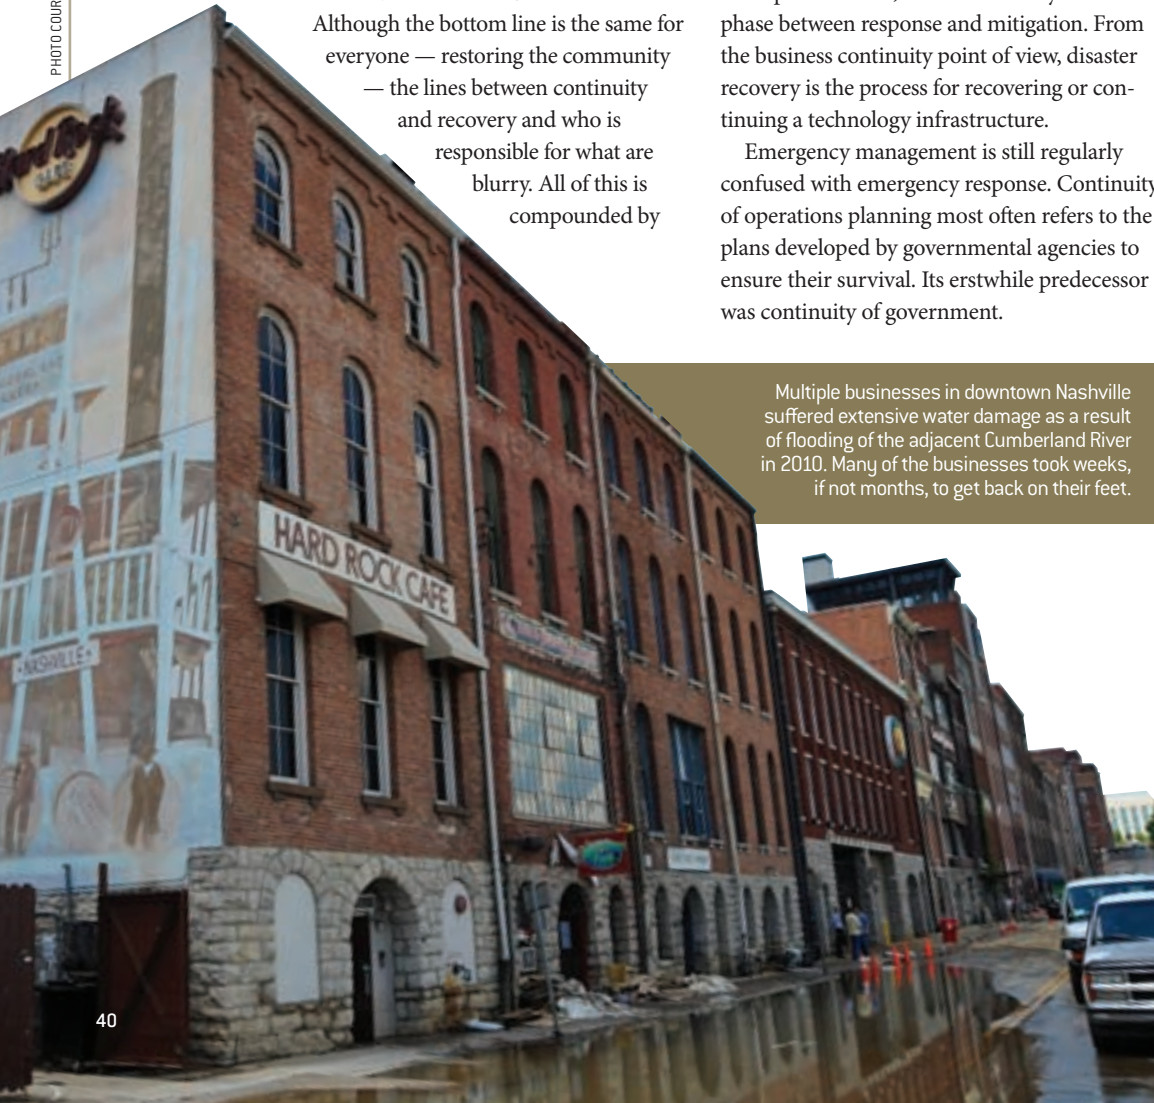 PHOTO COUR
Although the bottom line is the same for
everyone — restoring the community
— the lines between continuity
and recovery and who is
responsible for what are
blurry. All of this is
compounded by
phase between response and mitigation. From
the business continuity point of view, disaster
recovery is the process for recovering or con-
tinuing a technology infrastructure.
Emergency management is still regularly
confused with emergency response. Continuity
of operations planning most often refers to the
plans developed by governmental agencies to
ensure their survival. Its erstwhile predecessor
was continuity of government.
Multiple businesses in downtown Nashville
suffered extensive water damage as a result
of flooding of the adjacent Cumberland River
in 2010. Many of the businesses took weeks,
if not months, to get back on their feet.
Hard Rock
CAFE
HARD ROCK CAFE
NASHVILLE
40